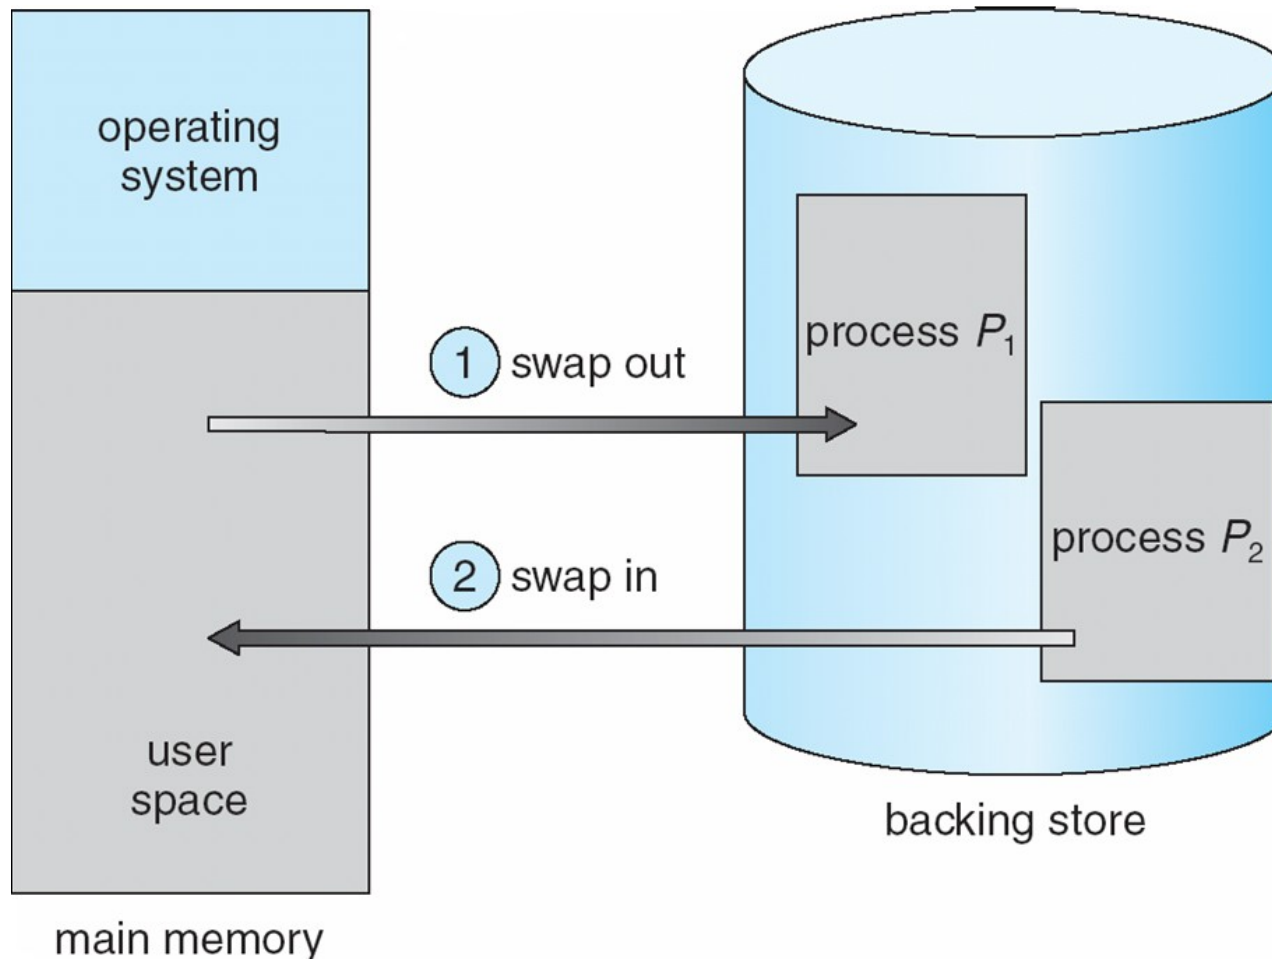 operating
system
process P₁
1 swap out
process P₂
2 swap in
user
space
backing store
main memory